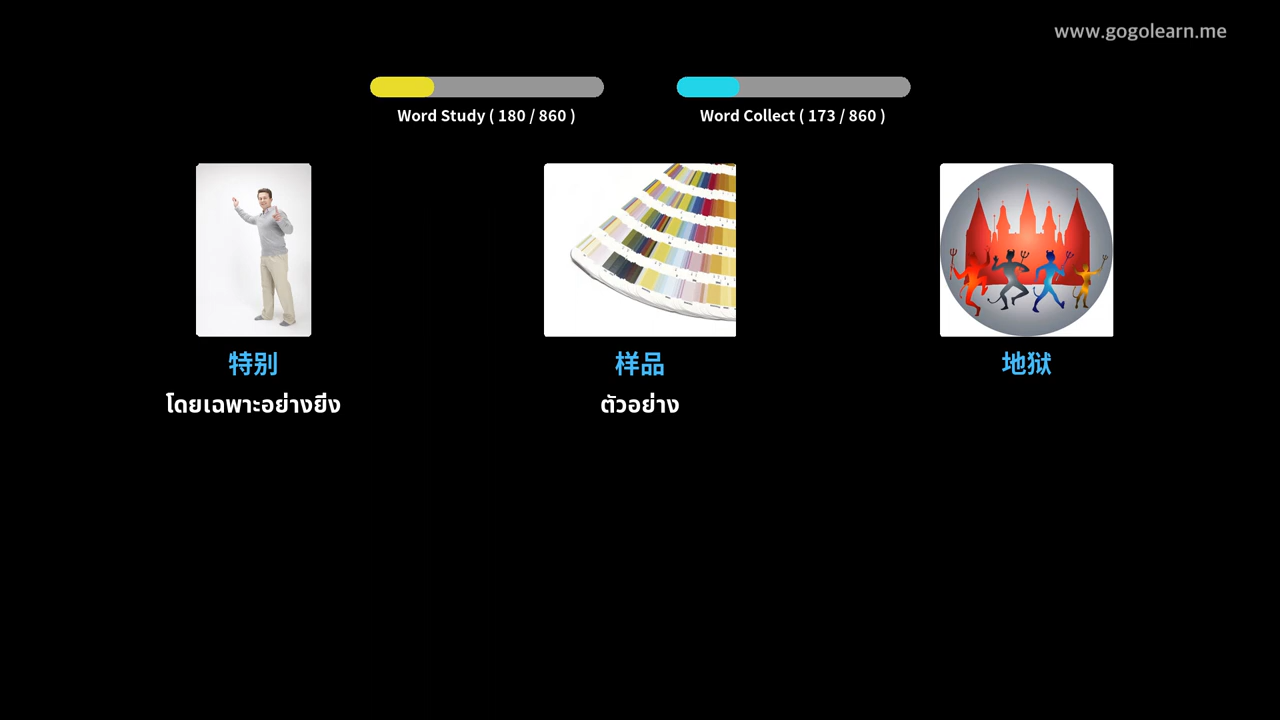 www.gogolearn.me
Word Study ( 180 / 860 )
Word Collect ( 173 / 860 )
特别
样品
地狱
โดยเฉพาะอย่างยิ่ง
ตัวอย่าง